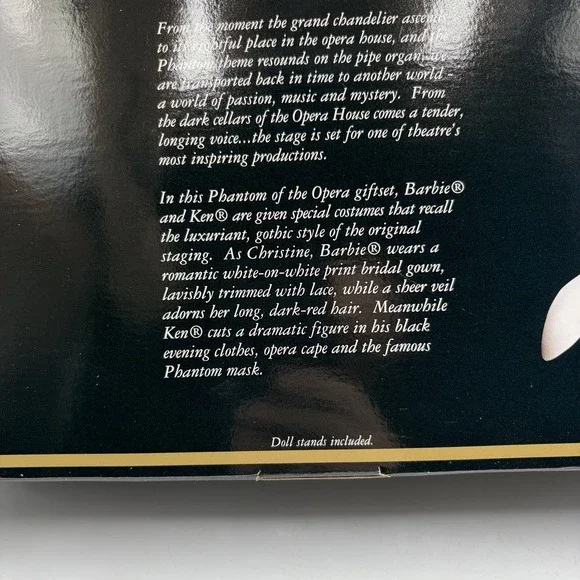 From the moment the grand chandelier ascends
to its rightful place in the opera house, and the
Phantom theme resounds on the pipe organ, we
are transported back in time to another world -
a world of passion, music and mystery. From
the dark cellars of the Opera House comes a tender,
longing voice...the stage is set for one of theatre's
most inspiring productions.
In this Phantom of the Opera giftset, Barbie®
and Ken® are given special costumes that recall
the luxuriant, gothic style of the original
staging. As Christine, Barbie® wears a
romantic white-on-white print bridal gown,
lavishly trimmed with lace, while a sheer veil
adorns her long, dark-red hair. Meanwhile
Ken® cuts a dramatic figure in his black
evening clothes, opera cape and the famous
Phantom mask.
Doll stands included.